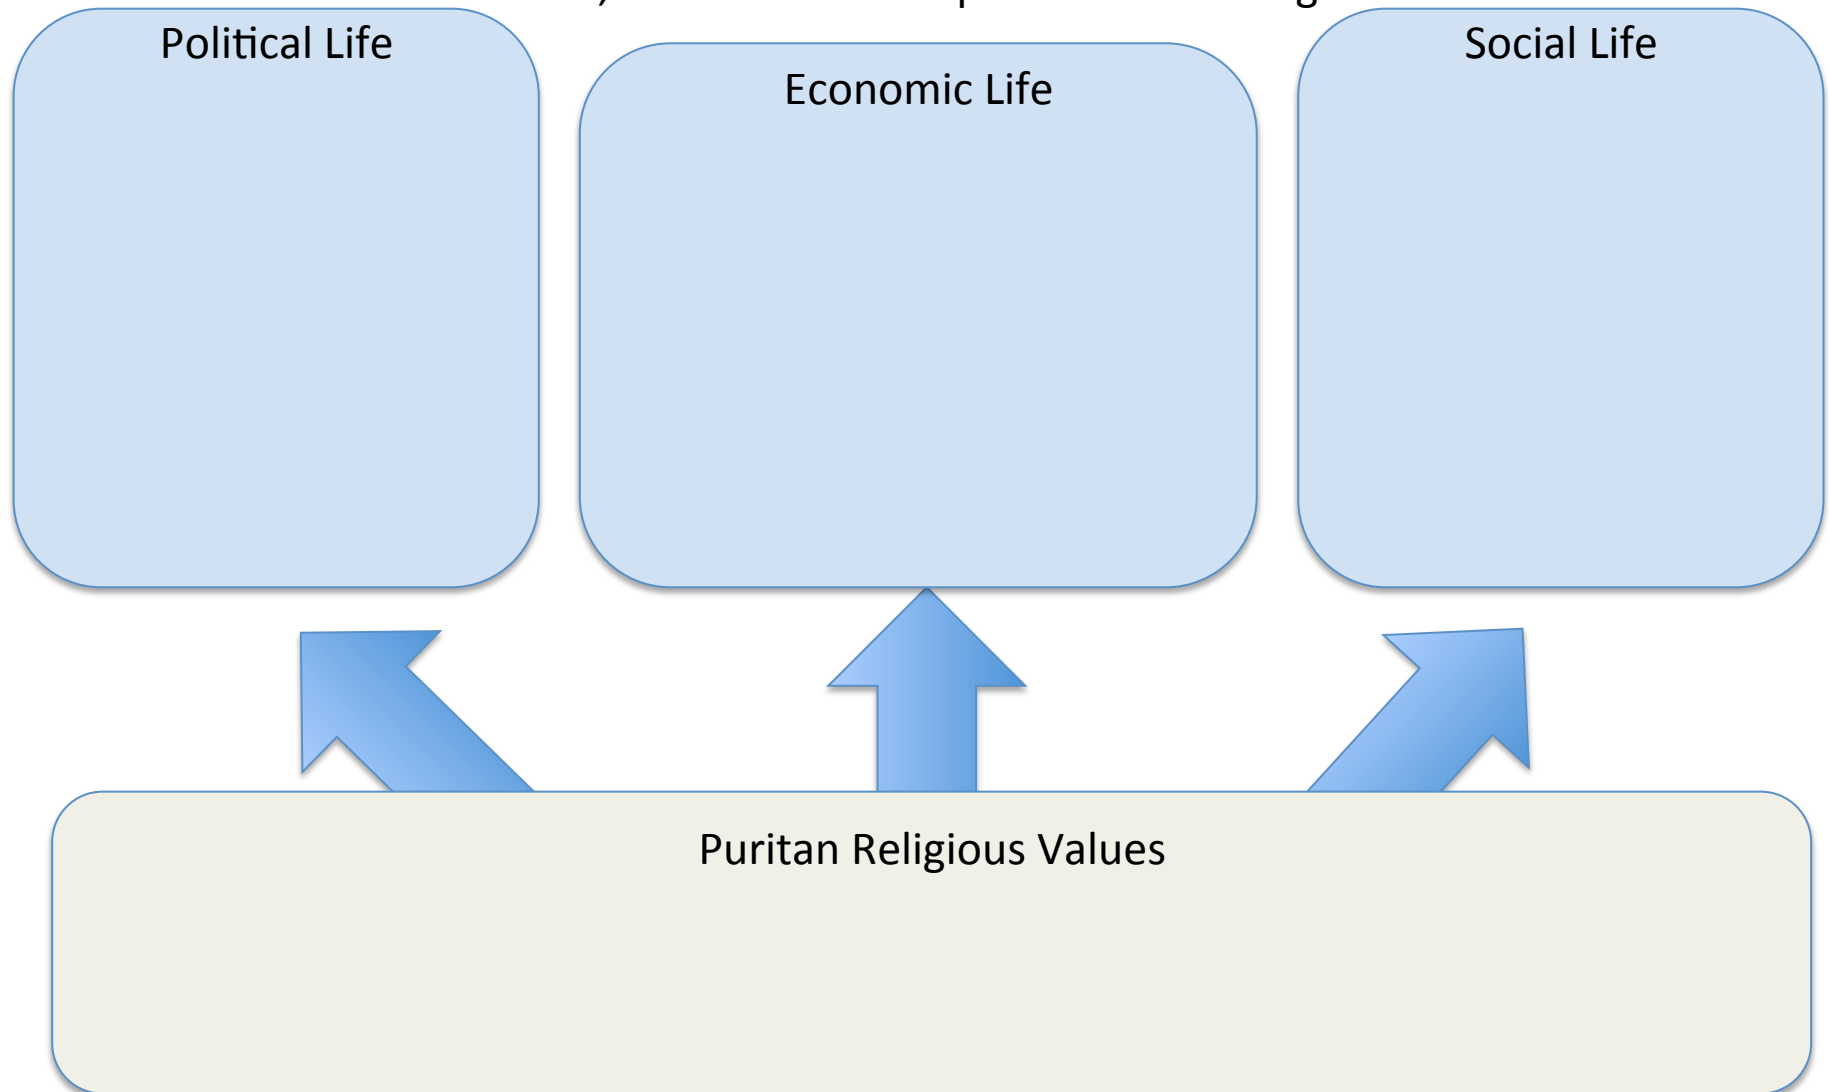 Political Life
Economic Life
Social Life
Puritan Religious Values